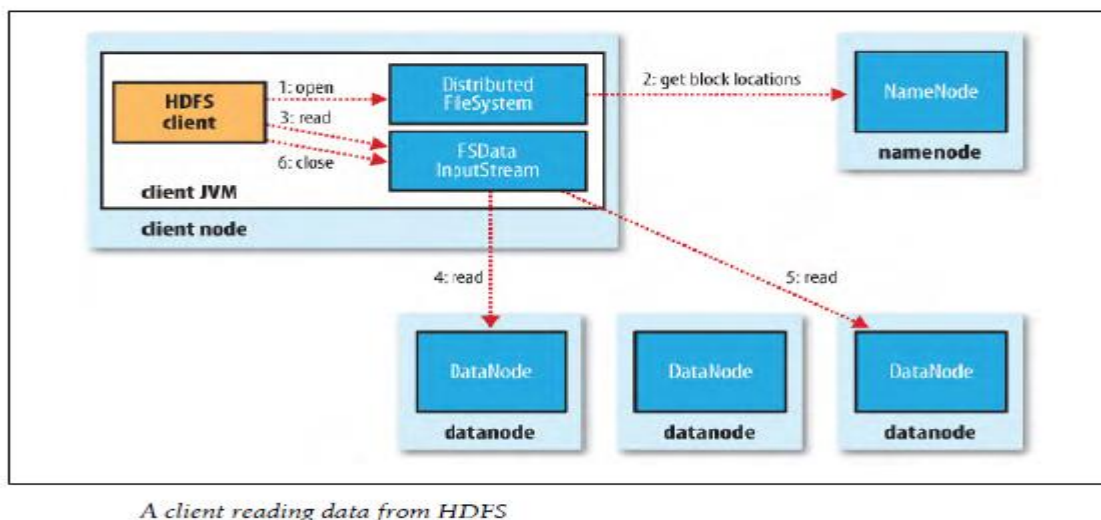 1: open
HDFS
client
3: read
6: close
Distributed
FileSystem
FSData
InputStream
client JVM
client node
2: get block locations
NameNode
namenode
4: read
5: read
DataNode
datanode
DataNode
datanode
DataNode
datanode
A client reading data from HDFS